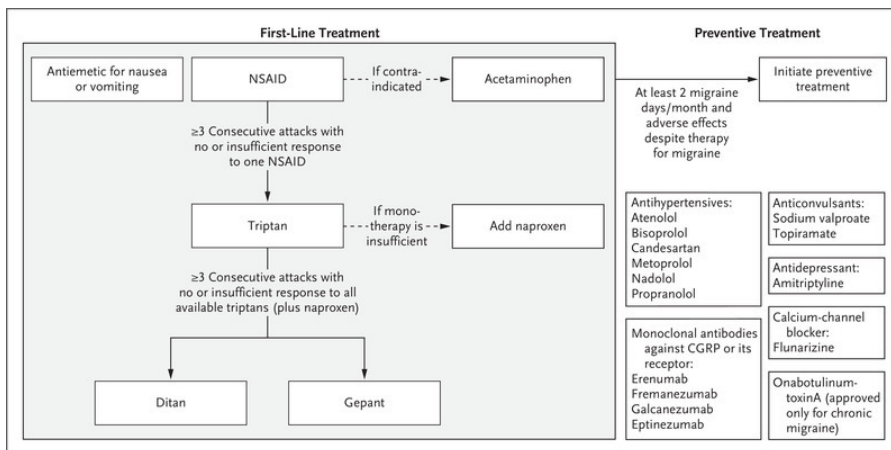 First-Line Treatment
Preventive Treatment
Antiemetic for nausea
or vomiting
NSAID
If contra-
indicated
Acetaminophen
At least 2 migraine
days/month and
adverse effects
despite therapy
for migraine
Initiate preventive
treatment
≥3 Consecutive attacks with
no or insufficient response
to one NSAID
Triptan
If mono-
therapy is
insufficient
Add naproxen
≥3 Consecutive attacks with
no or insufficient response to all
available triptans (plus naproxen)
Ditan
Gepant
Antihypertensives:
Atenolol
Bisoprolol
Candesartan
Metoprolol
Nadolol
Propranolol
Anticonvulsants:
Sodium valproate
Topiramate
Antidepressant:
Amitriptyline
Calcium-channel
blocker:
Flunarizine
Monoclonal antibodies
against CGRP or its
receptor:
Erenumab
Fremanezumab
Galcanezumab
Eptinezumab
Onabotulinum-
toxinA (approved
only for chronic
migraine)